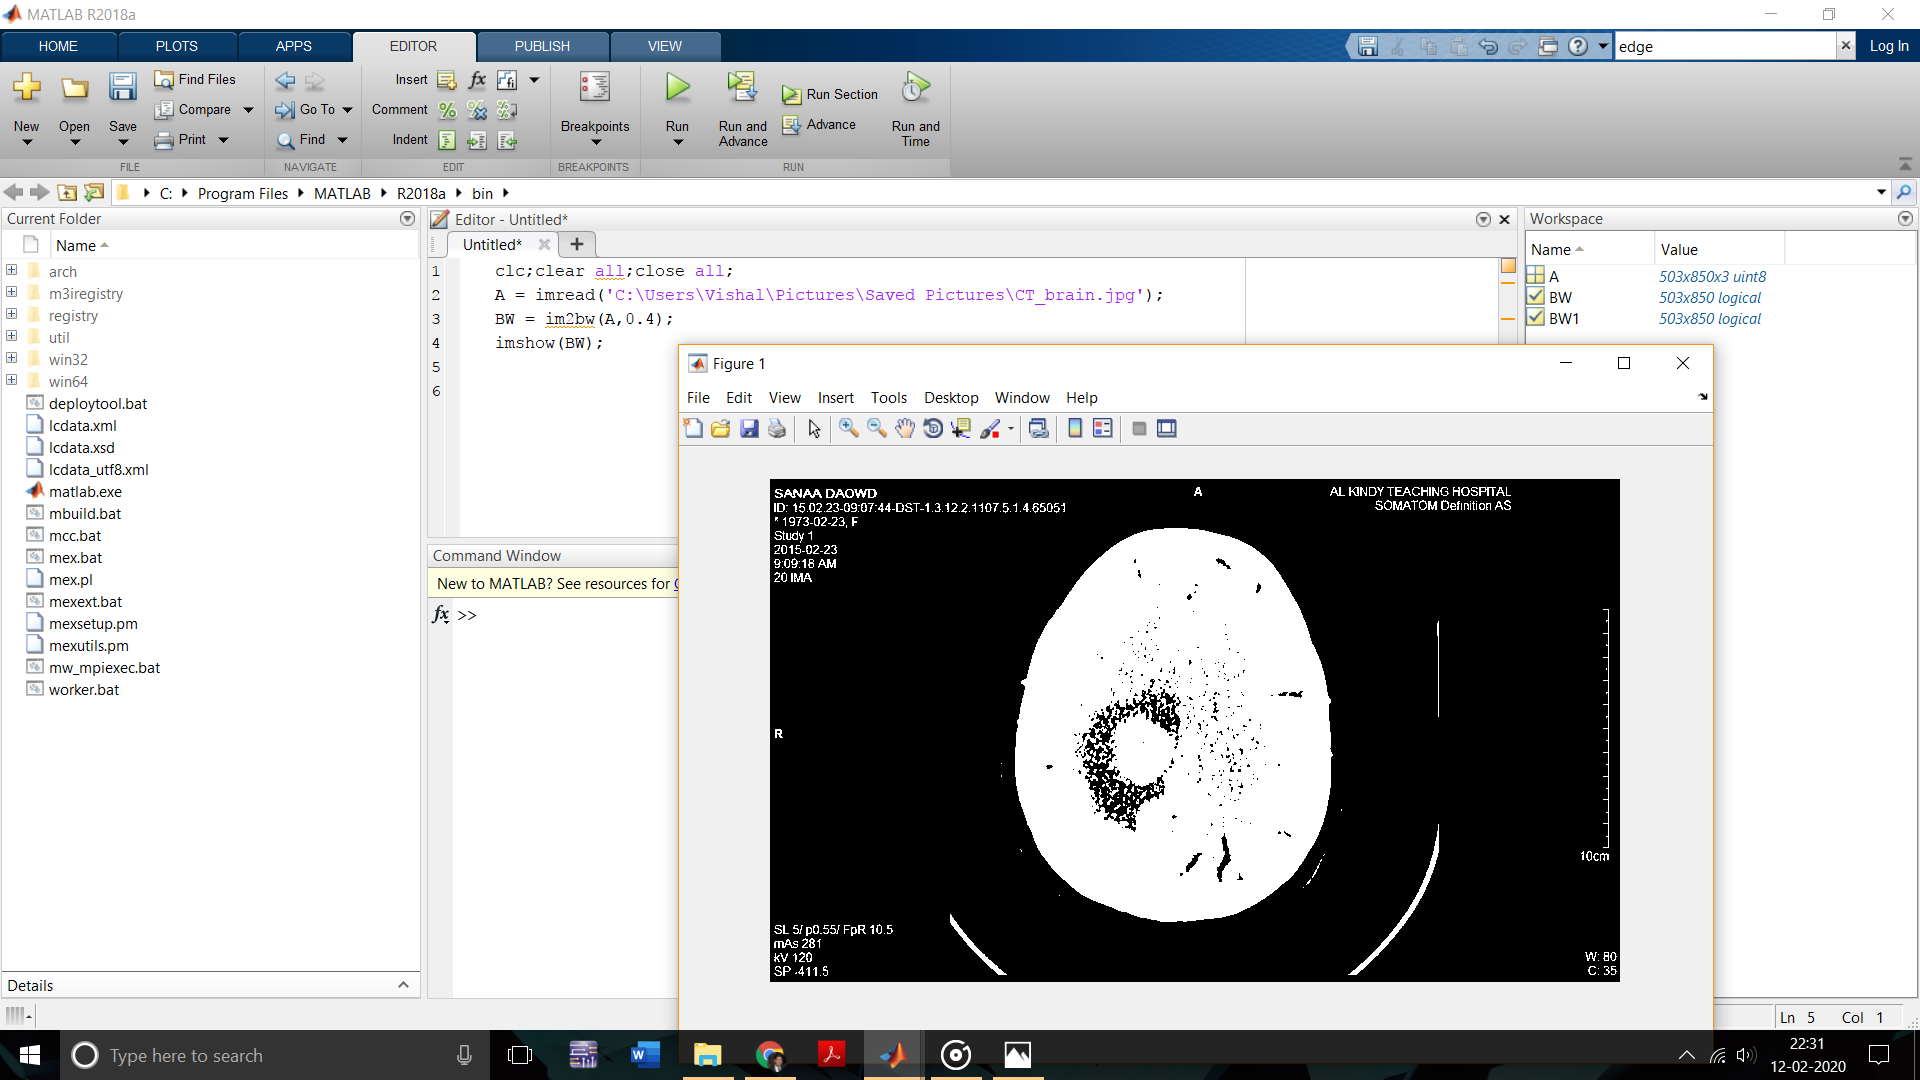 MATLAB R2018a
HOME PLOTS APPS EDITOR PUBLISH VIEW
edge
Log In
New
Open
Save
Find Files
Compare
Print
FILE
Go To
Find
NAVIGATE
Insert
Comment
Indent
EDIT
Breakpoints
BREAKPOINTS
Run
Run and Advance
Run Section
Advance
Run and Time
RUN
C: Program Files MATLAB R2018a bin
Current Folder
Name
arch
m3iregistry
registry
util
win32
win64
deploytool.bat
lcdata.xml
lcdata.xsd
lcdata_utf8.xml
matlab.exe
mbuild.bat
mcc.bat
mex.bat
mex.pl
mexext.bat
mexsetup.pm
mexutils.pm
mw_mpiexec.bat
worker.bat
Details
Editor - Untitled*
Untitled*
1 clc;clear all;close all;
2 A = imread('C:\Users\Vishal\Pictures\Saved Pictures\CT_brain.jpg');
3 BW = im2bw(A,0.4);
4 imshow(BW);
5
6
Command Window
New to MATLAB? See resources for
fx >>
Workspace
Name Value
A 503x850x3 uint8
BW 503x850 logical
BW1 503x850 logical
Figure 1
File Edit View Insert Tools Desktop Window Help
SANAA DAOWD
ID: 15.02.23-09:07:44-DST-1.3.12.2.1107.5.1.4.65051
* 1973-02-23, F
Study 1
2015-02-23
9:09:18 AM
20 IMA
A
AL KINDY TEACHING HOSPITAL
SOMATOM Definition AS
R
10cm
SL 5/ p0.55/ FpR 10.5
mAs 281
kV 120
SP -411.5
W: 80
C: 35
Ln 5 Col 1
Type here to search
22:31
12-02-2020